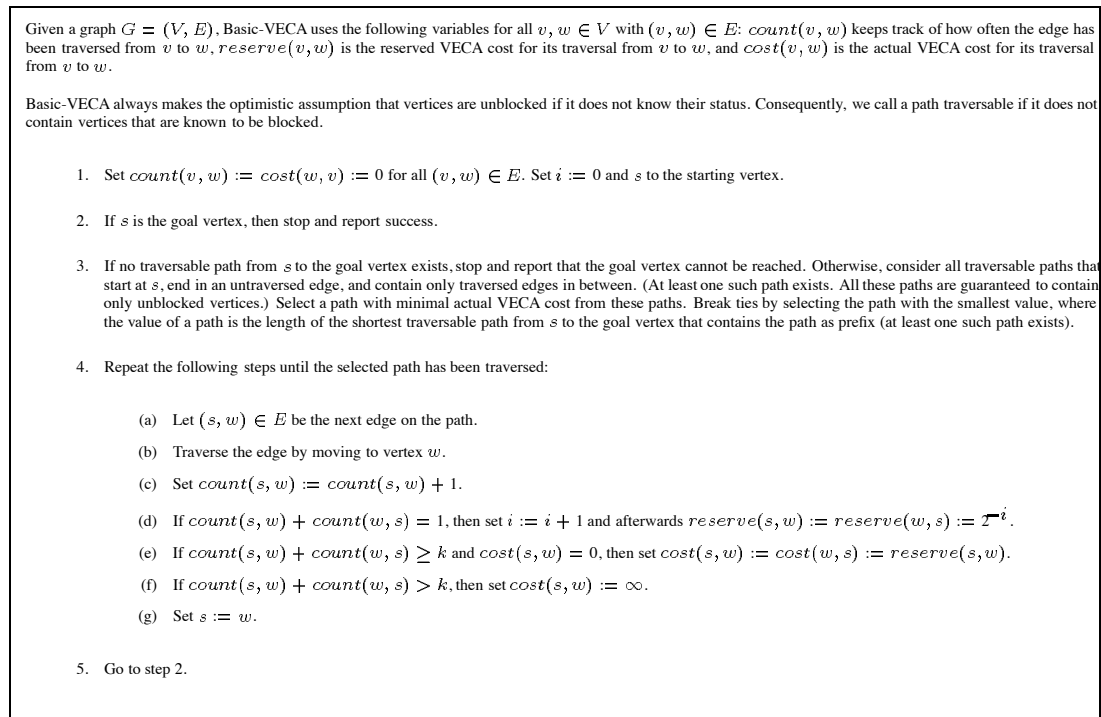 Given a graph G = (V, E), Basic-VECA uses the following variables for all v, w ∈ V with (v, w) ∈ E: count(v, w) keeps track of how often the edge has
been traversed from v to w, reserve(v, w) is the reserved VECA cost for its traversal from v to w, and cost(v, w) is the actual VECA cost for its traversal
from v to w.
Basic-VECA always makes the optimistic assumption that vertices are unblocked if it does not know their status. Consequently, we call a path traversable if it does not
contain vertices that are known to be blocked.
1. Set count(v, w) := cost(w, v) := 0 for all (v, w) ∈ E. Set i := 0 and s to the starting vertex.
2. If s is the goal vertex, then stop and report success.
3. If no traversable path from s to the goal vertex exists, stop and report that the goal vertex cannot be reached. Otherwise, consider all traversable paths that
start at s, end in an untraversed edge, and contain only traversed edges in between. (At least one such path exists. All these paths are guaranteed to contain
only unblocked vertices.) Select a path with minimal actual VECA cost from these paths. Break ties by selecting the path with the smallest value, where
the value of a path is the length of the shortest traversable path from s to the goal vertex that contains the path as prefix (at least one such path exists).
4. Repeat the following steps until the selected path has been traversed:
(a) Let (s, w) ∈ E be the next edge on the path.
(b) Traverse the edge by moving to vertex w.
(c) Set count(s, w) := count(s, w) + 1.
(d) If count(s, w) + count(w, s) = 1, then set i := i + 1 and afterwards reserve(s, w) := reserve(w, s) := 2⁻ⁱ.
(e) If count(s, w) + count(w, s) ≥ k and cost(s, w) = 0, then set cost(s, w) := cost(w, s) := reserve(s, w).
(f) If count(s, w) + count(w, s) > k, then set cost(s, w) := ∞.
(g) Set s := w.
5. Go to step 2.